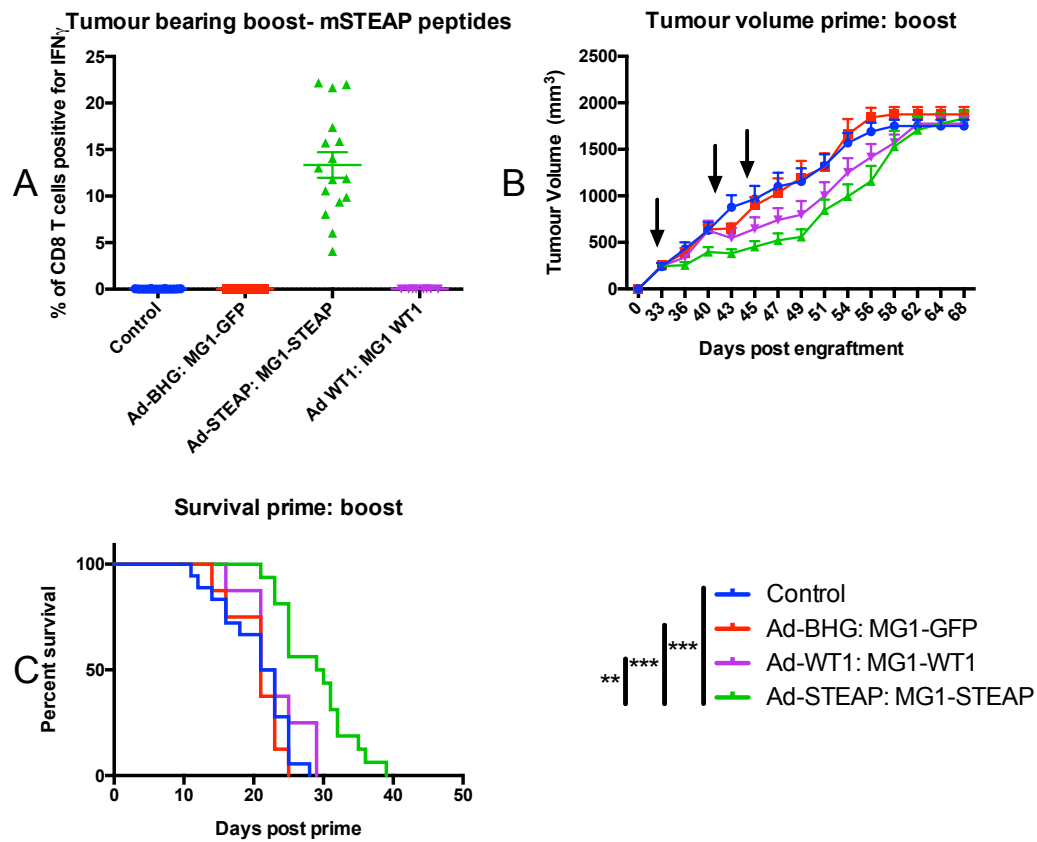 Tumour bearing boost- mSTEAP peptides
% of CD8 T cells positive for IFNγ
25
20
15
10
5
0
A
Control
Ad-BHG: MG1-GFP
Ad-STEAP: MG1-STEAP
Ad WT1: MG1 WT1
Tumour volume prime: boost
B
Tumour Volume (mm³)
2500
2000
1500
1000
500
0
0 33 36 40 43 45 47 49 51 54 56 58 62 64 68
Days post engraftment
Survival prime: boost
C
Percent survival
100
50
0
0 10 20 30 40 50
Days post prime
** *** ***
Control
Ad-BHG: MG1-GFP
Ad-WT1: MG1-WT1
Ad-STEAP: MG1-STEAP